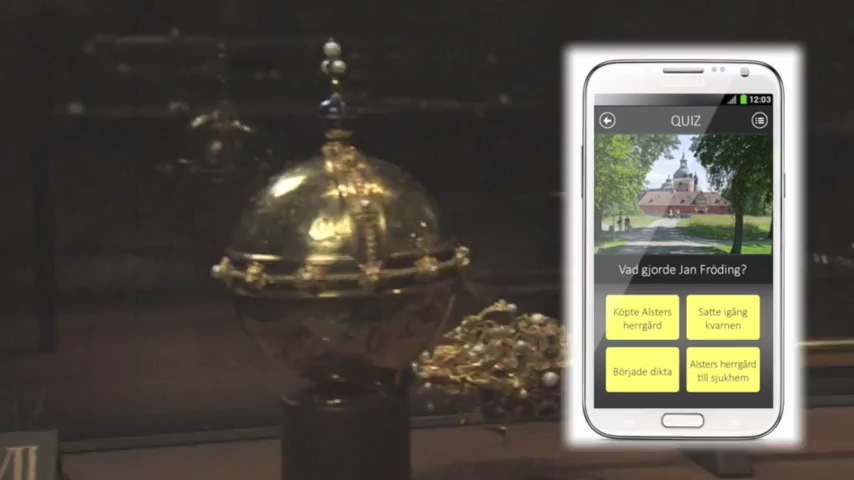 12:03
QUIZ
Vad gjorde Jan Fröding?
Köpte Alsters
herrgård
Satte igång
kvarnen
Började dikta
Alsters herrgård
till sjukhem
VII